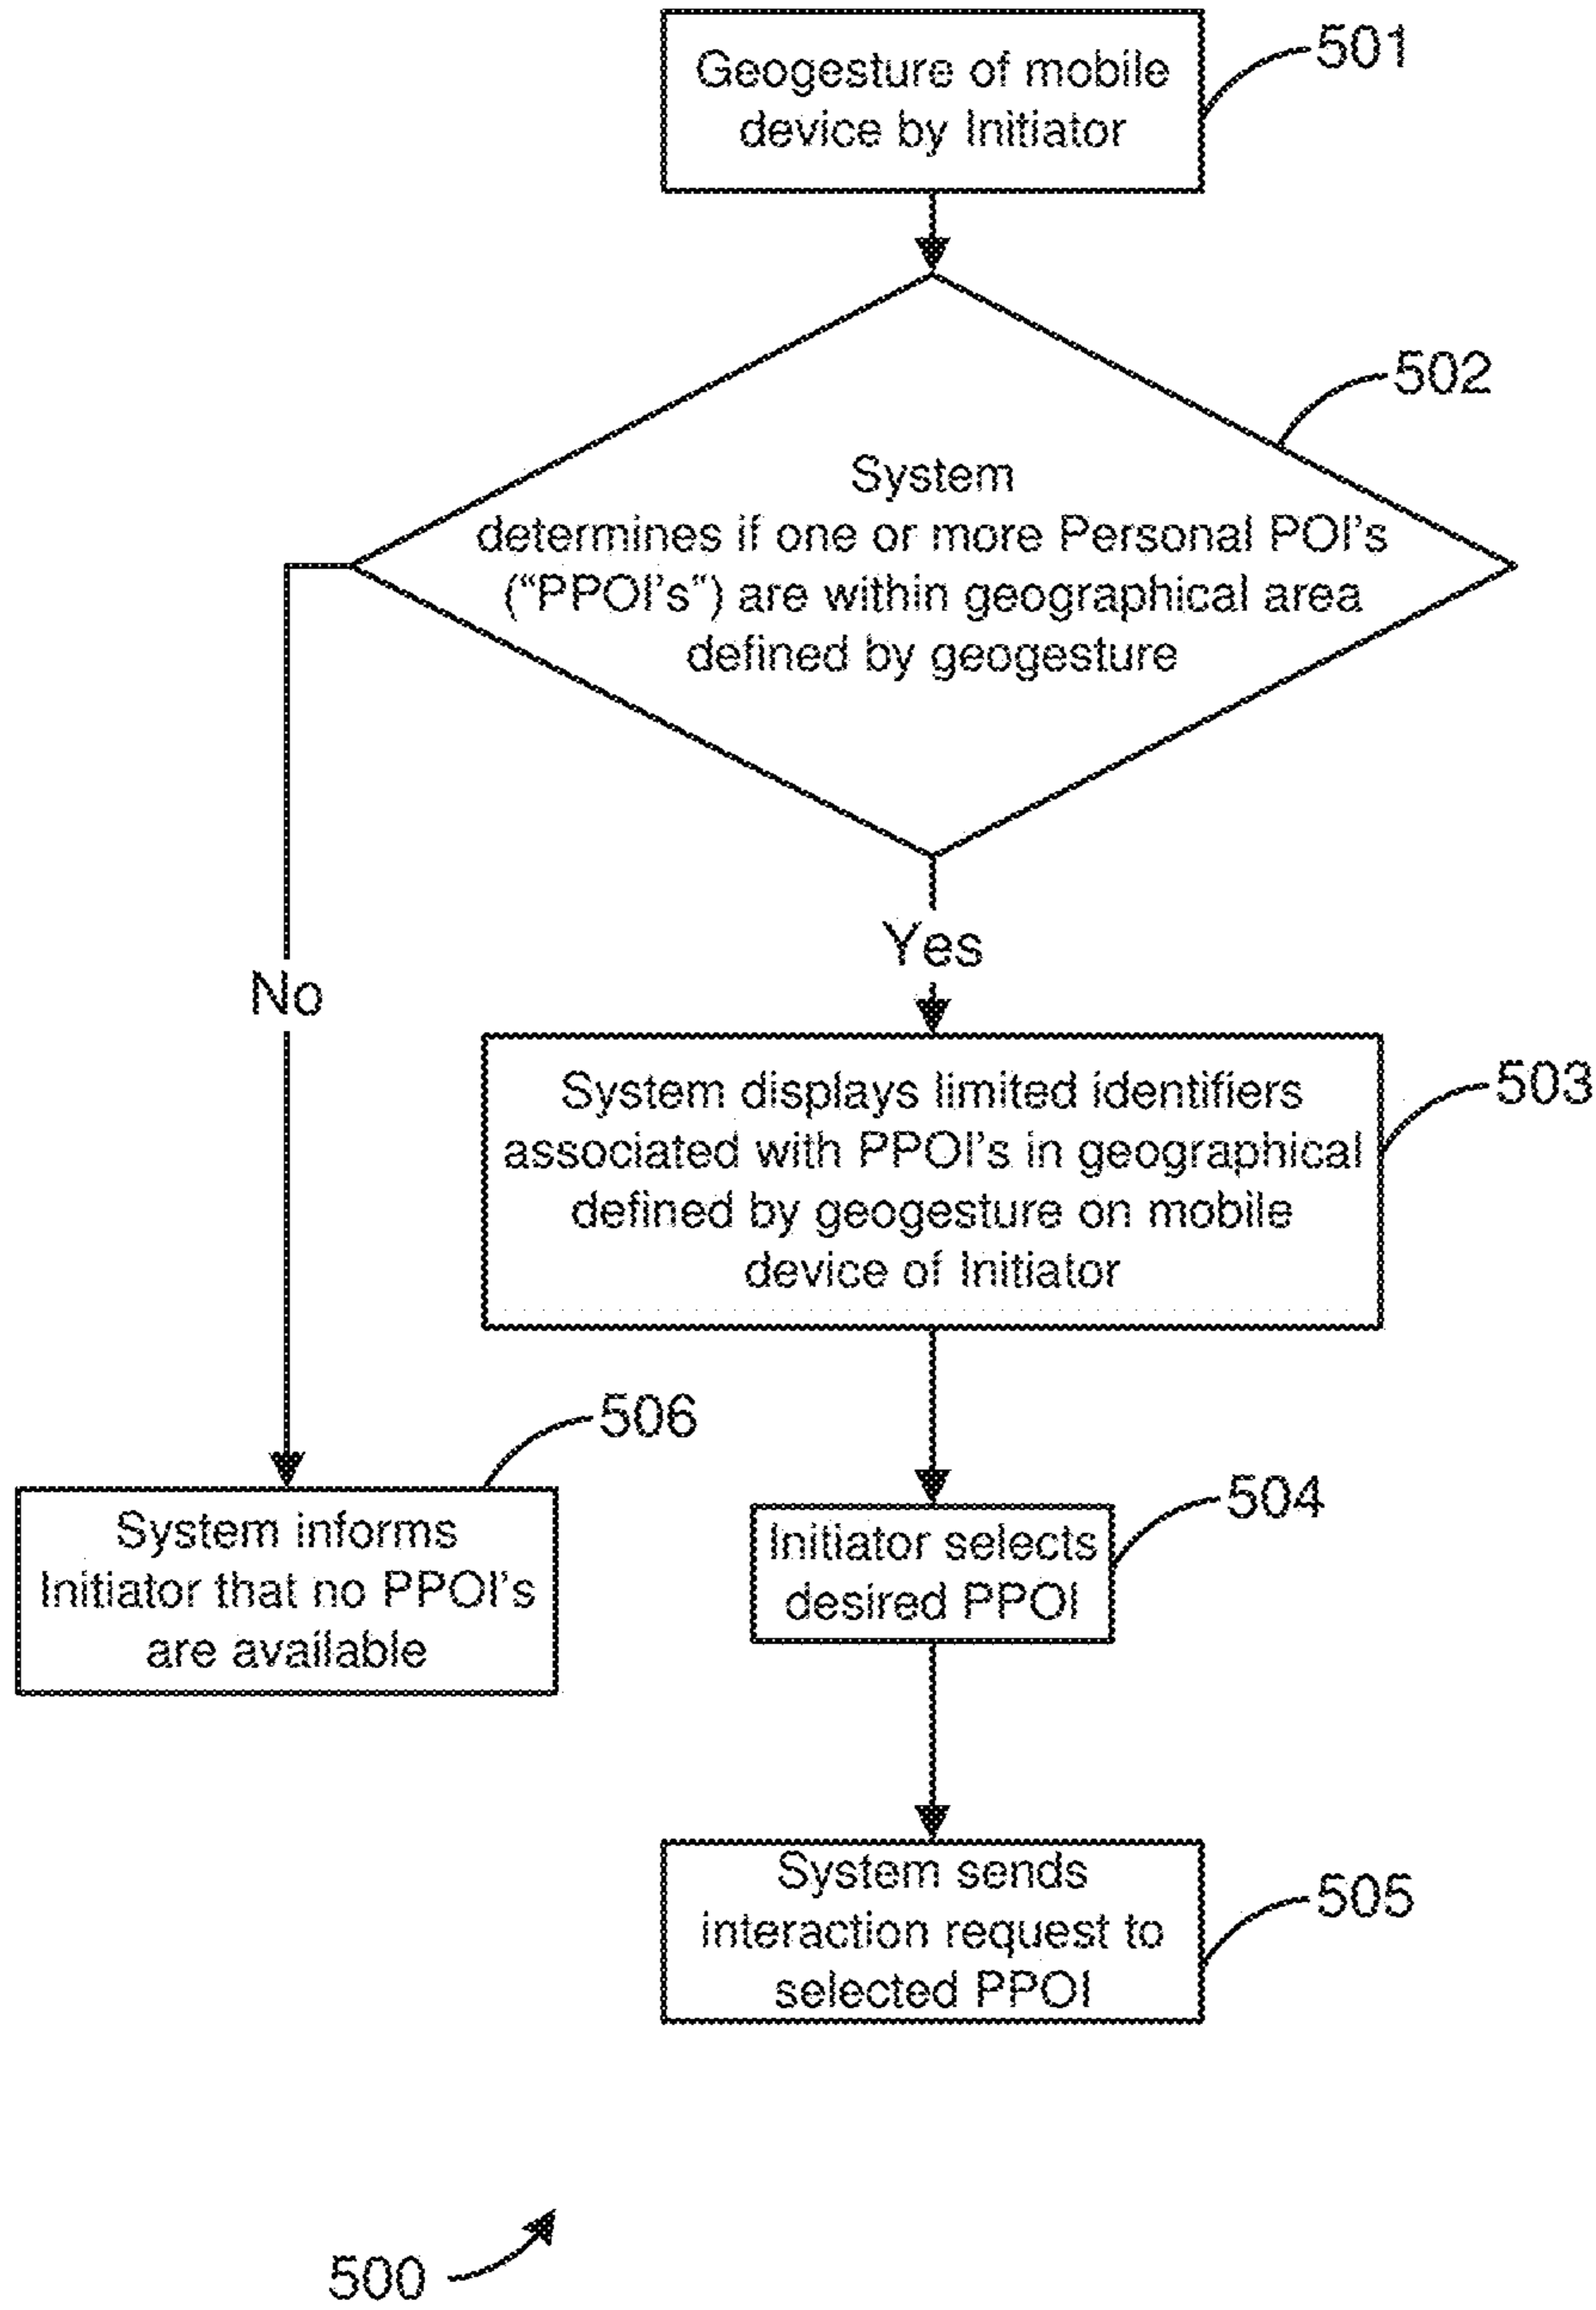 Geogesture of mobile
device by Initiator
501
502
System
determines if one or more Personal POI's
("PPOI's") are within geographical area
defined by geogesture
Yes
No
System displays limited identifiers
associated with PPOI's in geographical
defined by geogesture on mobile
device of Initiator
503
506
System informs
Initiator that no PPOI's
are available
504
Initiator selects
desired PPOI
System sends
interaction request to
selected PPOI
505
500